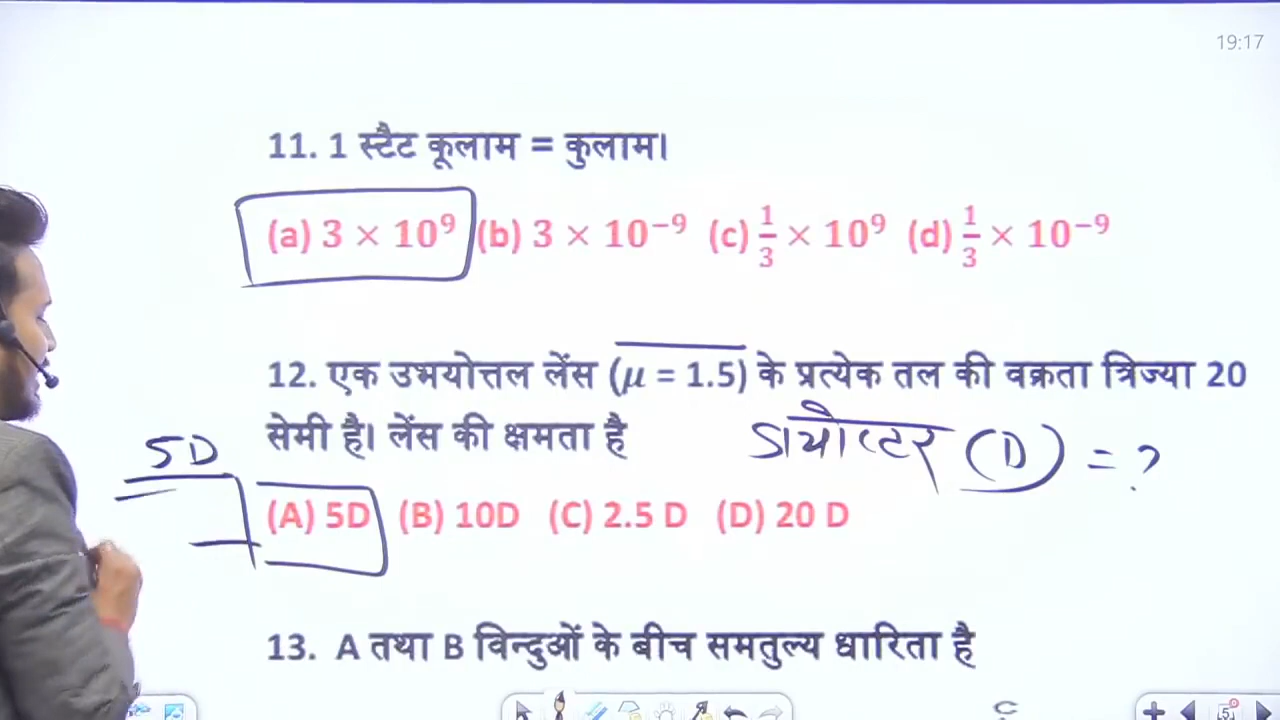 19:17
11. 1 स्टैट कूलाम = कुलाम।
(a) 3 × 10⁹ (b) 3 × 10⁻⁹ (c) 1/3 × 10⁹ (d) 1/3 × 10⁻⁹
12. एक उभयोत्तल लेंस (μ = 1.5) के प्रत्येक तल की वक्रता त्रिज्या 20
सेमी है। लेंस की क्षमता है
डायोप्टर (D) = ?
5D
(A) 5D (B) 10D (C) 2.5 D (D) 20 D
13. A तथा B विन्दुओं के बीच समतुल्य धारिता है